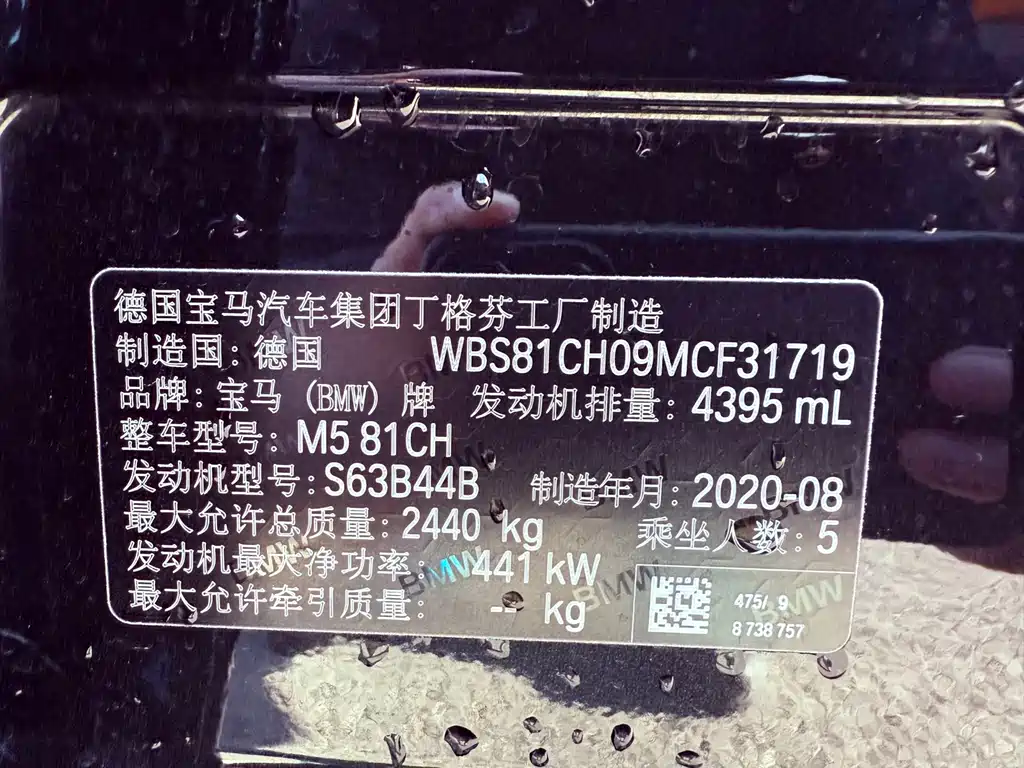 德国宝马汽车集团丁格芬工厂制造
制造国：德国 WBS81CH09MCF31719
品牌：宝马（BMW）牌 发动机排量：4395 mL
整车型号：M5 81CH
发动机型号：S63B44B 制造年月：2020-08
最大允许总质量：2440 kg 乘坐人数：5
发动机最大净功率：441 kW
最大允许牵引质量： -- kg
475/ 9
8 738 757